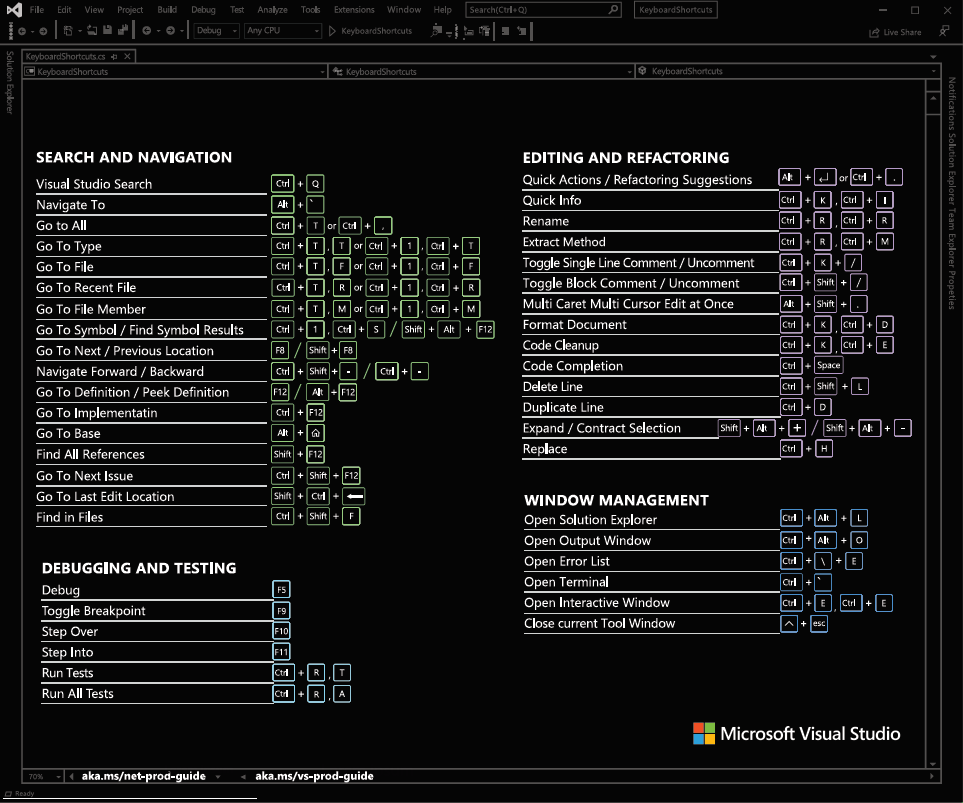 File Edit View Project Build Debug Test Analyze Tools Extensions Window Help Search(Ctrl+Q) KeyboardShortcuts
Debug Any CPU KeyboardShortcuts Live Share
KeyboardShortcuts.cs
KeyboardShortcuts KeyboardShortcuts KeyboardShortcuts
Solution Explorer
Notifications Solution Explorer Team Explorer Propeties
SEARCH AND NAVIGATION
Visual Studio Search Ctrl + Q
Navigate To Alt + `
Go to All Ctrl + T or Ctrl + ,
Go To Type Ctrl + T , T or Ctrl + 1 , Ctrl + T
Go To File Ctrl + T , F or Ctrl + 1 , Ctrl + F
Go To Recent File Ctrl + T , R or Ctrl + 1 , Ctrl + R
Go To File Member Ctrl + T , M or Ctrl + 1 , Ctrl + M
Go To Symbol / Find Symbol Results Ctrl + 1 , Ctrl + S / Shift + Alt + F12
Go To Next / Previous Location F8 / Shift + F8
Navigate Forward / Backward Ctrl + Shift + - / Ctrl + -
Go To Definition / Peek Definition F12 / Alt + F12
Go To Implementatin Ctrl + F12
Go To Base Alt + ⌂
Find All References Shift + F12
Go To Next Issue Ctrl + Shift + F12
Go To Last Edit Location Shift + Ctrl + ←
Find in Files Ctrl + Shift + F
DEBUGGING AND TESTING
Debug F5
Toggle Breakpoint F9
Step Over F10
Step Into F11
Run Tests Ctrl + R , T
Run All Tests Ctrl + R , A
EDITING AND REFACTORING
Quick Actions / Refactoring Suggestions Alt + ↵ or Ctrl + .
Quick Info Ctrl + K , Ctrl + I
Rename Ctrl + R , Ctrl + R
Extract Method Ctrl + R , Ctrl + M
Toggle Single Line Comment / Uncomment Ctrl + K + /
Toggle Block Comment / Uncomment Ctrl + Shift + /
Multi Caret Multi Cursor Edit at Once Alt + Shift + .
Format Document Ctrl + K , Ctrl + D
Code Cleanup Ctrl + K , Ctrl + E
Code Completion Ctrl + Space
Delete Line Ctrl + Shift + L
Duplicate Line Ctrl + D
Expand / Contract Selection Shift + Alt + + / Shift + Alt + -
Replace Ctrl + H
WINDOW MANAGEMENT
Open Solution Explorer Ctrl + Alt + L
Open Output Window Ctrl + Alt + O
Open Error List Ctrl + \ + E
Open Terminal Ctrl + `
Open Interactive Window Ctrl + E , Ctrl + E
Close current Tool Window ^ + esc
Microsoft Visual Studio
70% aka.ms/net-prod-guide aka.ms/vs-prod-guide
Ready